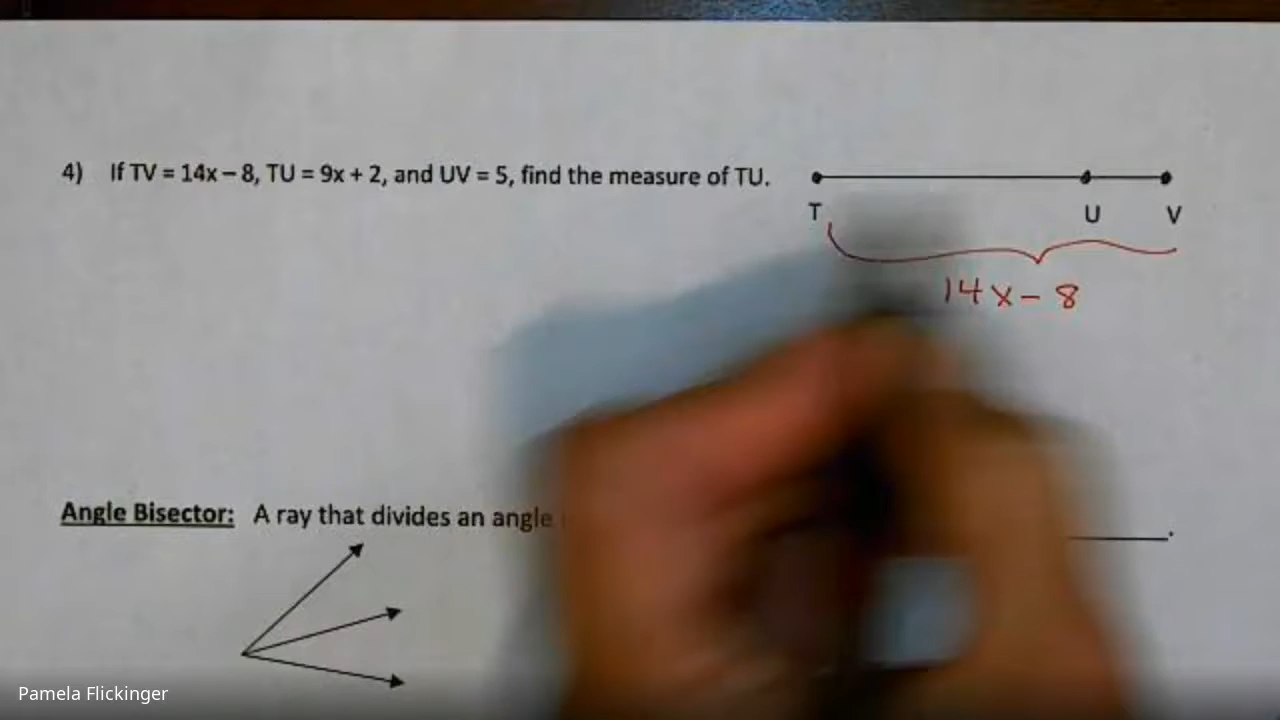 4) If TV = 14x – 8, TU = 9x + 2, and UV = 5, find the measure of TU.
T U V
14x – 8
Angle Bisector: A ray that divides an angle
Pamela Flickinger